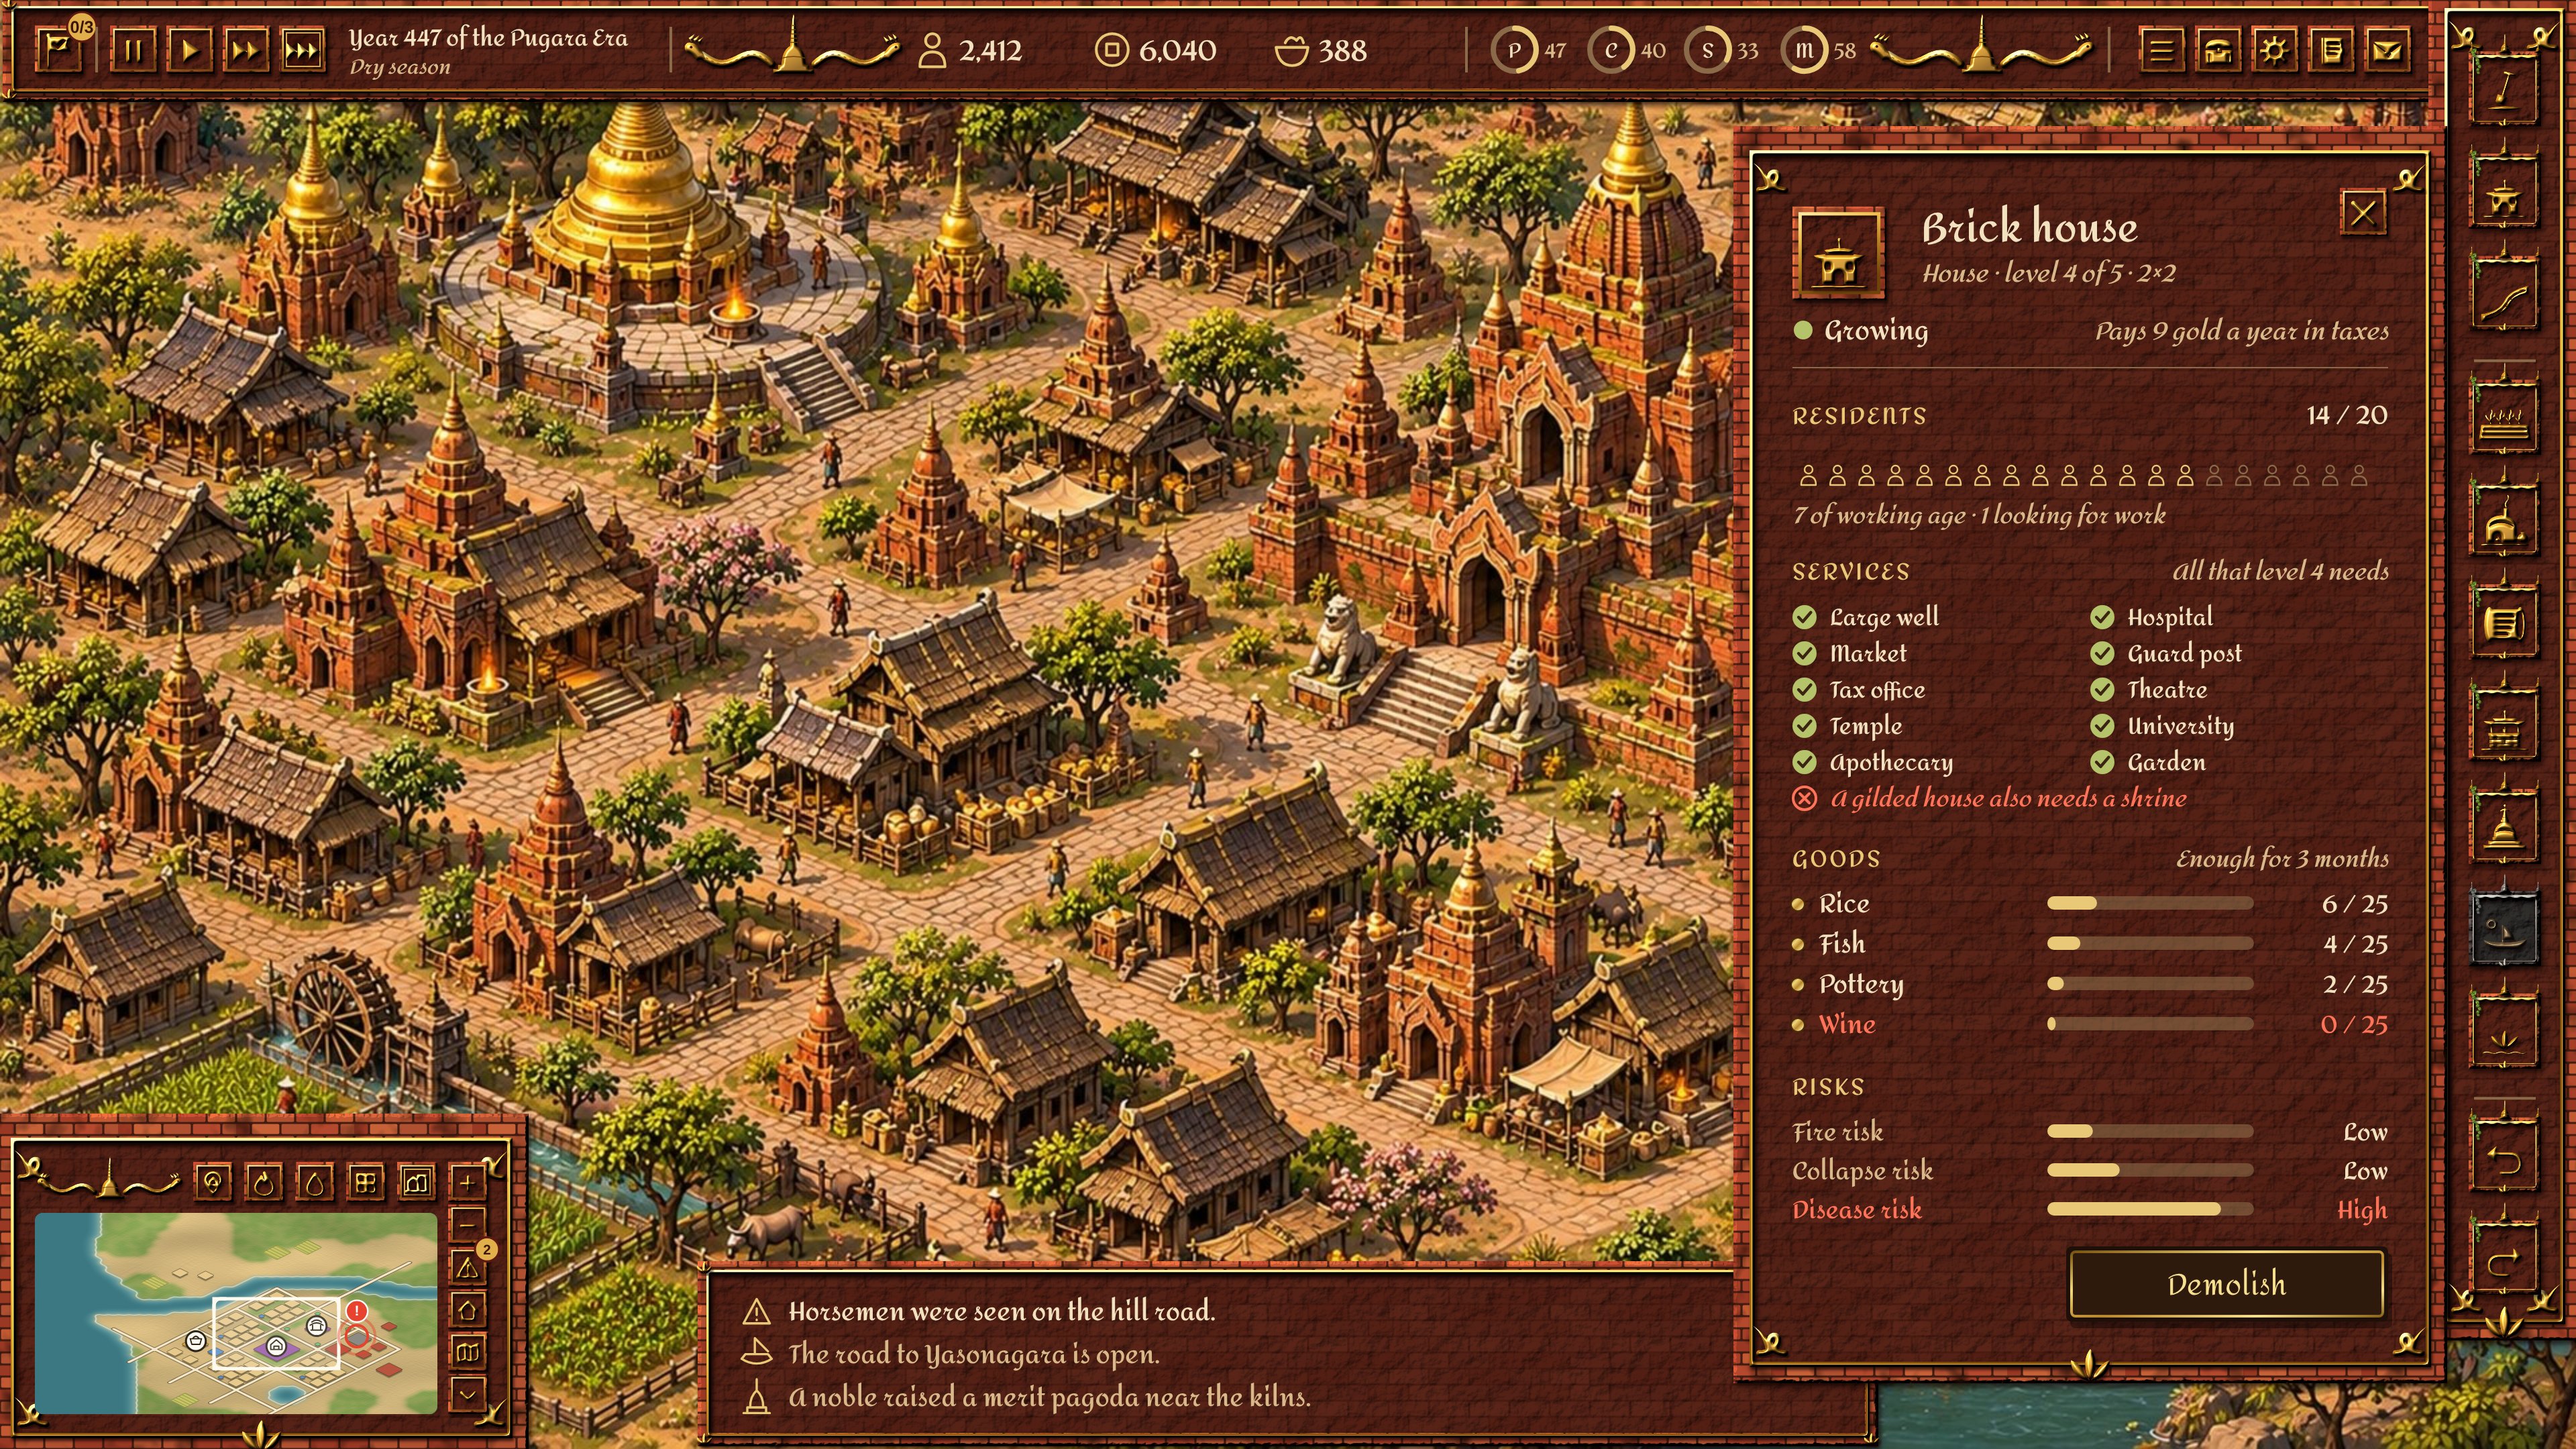 0/3
Year 447 of the Pugara Era
Dry season
2,412
6,040
388
P 47
C 40
S 33
M 58
Brick house
House · level 4 of 5 · 2×2
Growing
Pays 9 gold a year in taxes
RESIDENTS
14 / 20
7 of working age · 1 looking for work
SERVICES
All that level 4 needs
Large well
Hospital
Market
Guard post
Tax office
Theatre
Temple
University
Apothecary
Garden
A gilded house also needs a shrine
GOODS
Enough for 3 months
Rice
6 / 25
Fish
4 / 25
Pottery
2 / 25
Wine
0 / 25
RISKS
Fire risk
Low
Collapse risk
Low
Disease risk
High
Demolish
2
!
Horsemen were seen on the hill road.
The road to Yasonagara is open.
A noble raised a merit pagoda near the kilns.